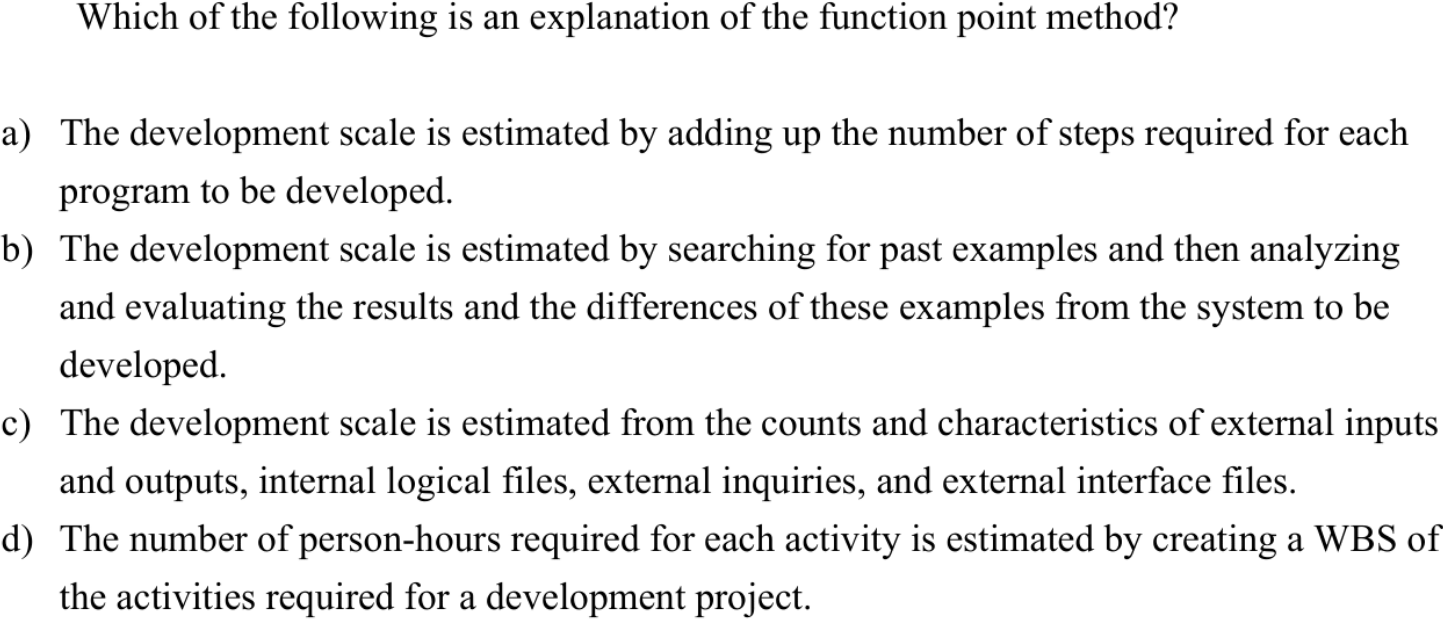 Which of the following is an explanation of the function point method?
a) The development scale is estimated by adding up the number of steps required for each
program to be developed.
b) The development scale is estimated by searching for past examples and then analyzing
and evaluating the results and the differences of these examples from the system to be
developed.
c) The development scale is estimated from the counts and characteristics of external inputs
and outputs, internal logical files, external inquiries, and external interface files.
d) The number of person-hours required for each activity is estimated by creating a WBS of
the activities required for a development project.